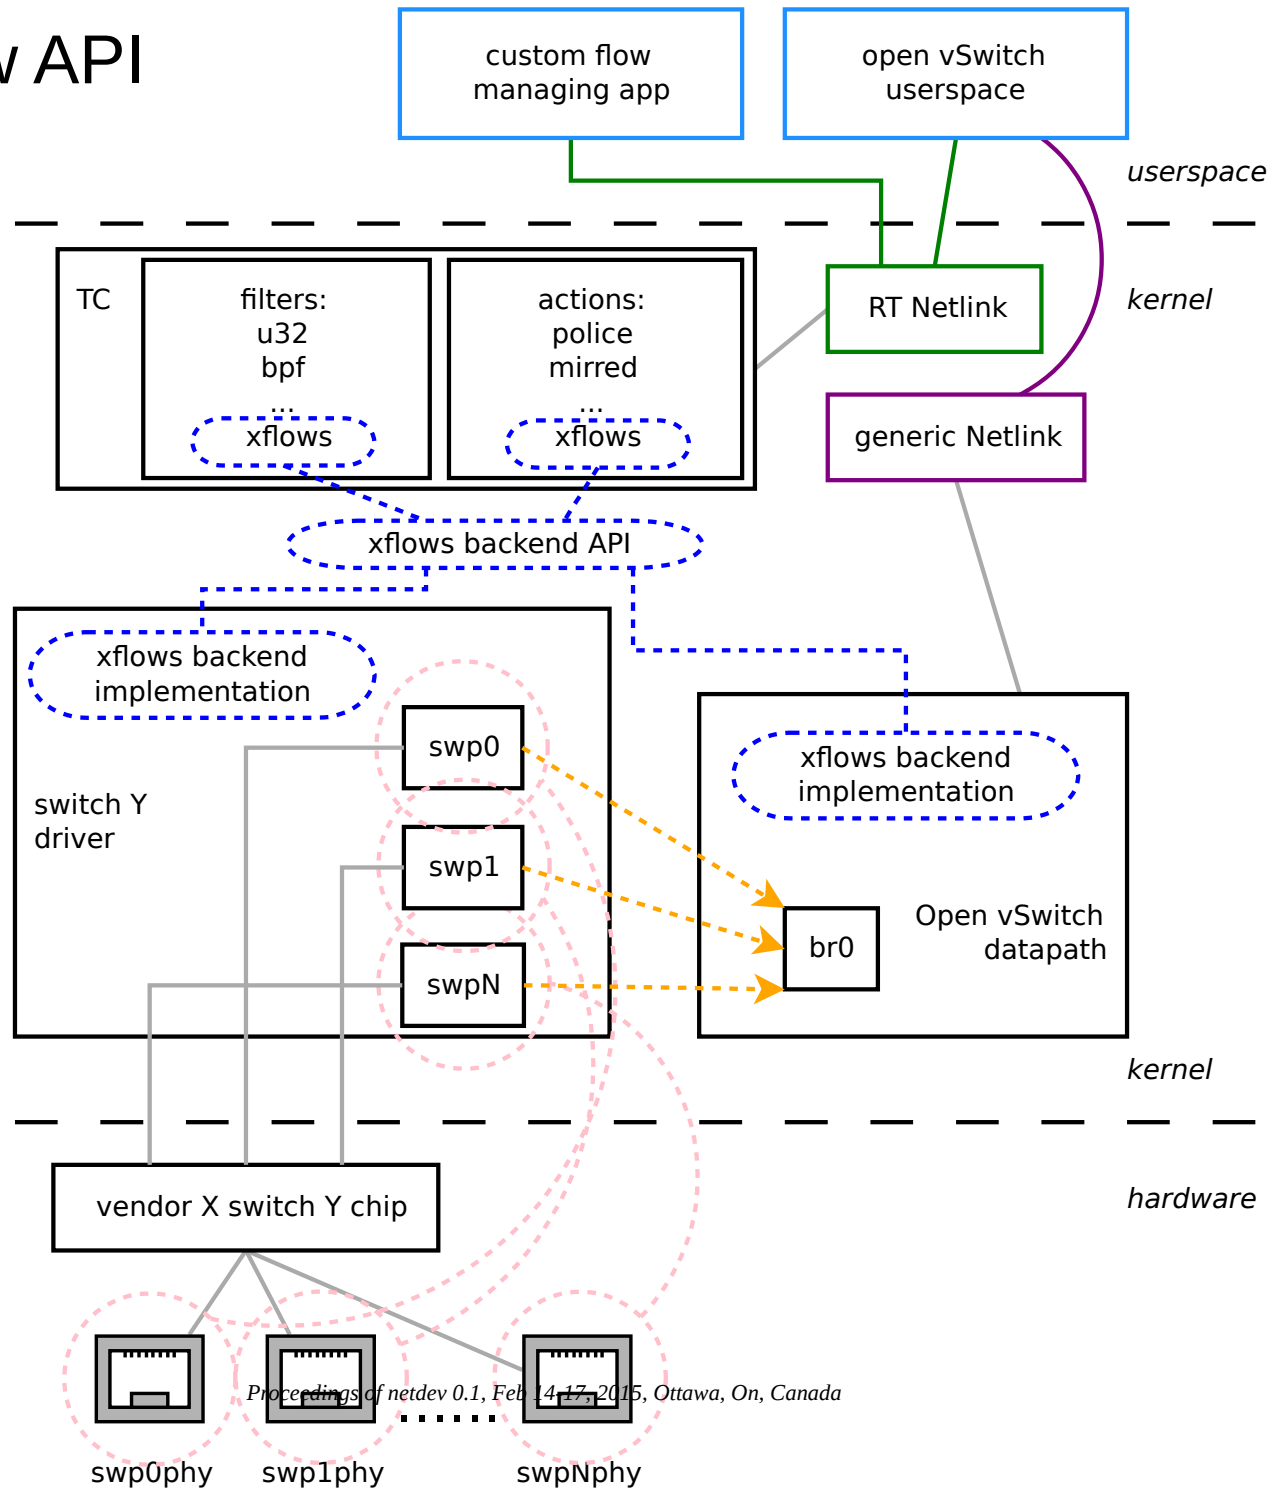 w API
custom flow
managing app
open vSwitch
userspace
userspace
TC
filters:
u32
bpf
...
xflows
actions:
police
mirred
...
xflows
RT Netlink
kernel
generic Netlink
xflows backend API
xflows backend
implementation
switch Y
driver
swp0
swp1
swpN
xflows backend
implementation
br0
Open vSwitch
datapath
kernel
vendor X switch Y chip
hardware
Proceedings of netdev 0.1, Feb 14-17, 2015, Ottawa, On, Canada
swp0phy
swp1phy
swpNphy